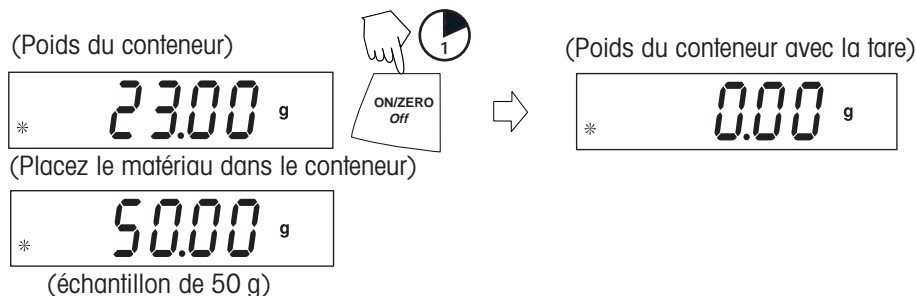 (Poids du conteneur)
1
(Poids du conteneur avec la tare)
* 23.00 g
ON/ZERO
Off
* 0.00 g
(Placez le matériau dans le conteneur)
* 50.00 g
(échantillon de 50 g)